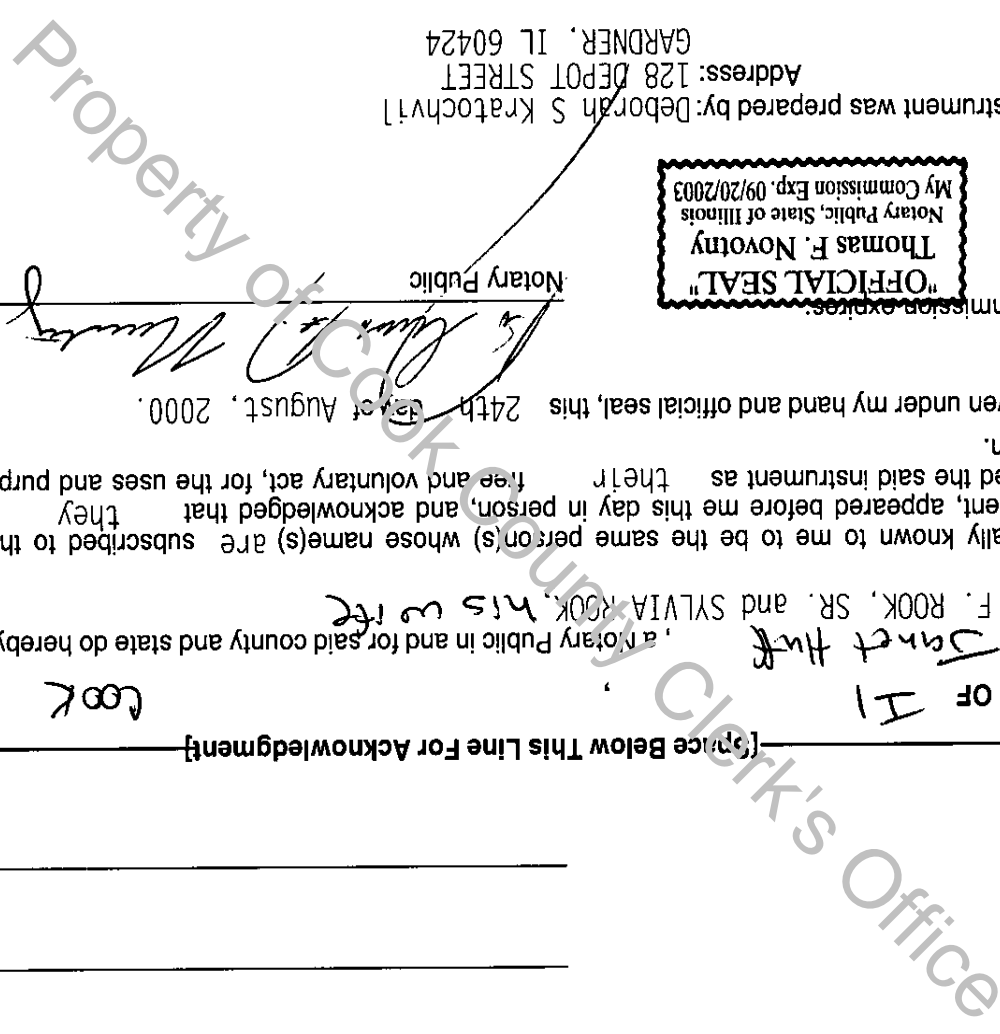 [Space Below This Line For Acknowledgment]
OF Il , Cook
Janet Huff , a Notary Public in and for said county and state do hereby
F. ROOK, SR. and SYLVIA ROOK, his wife
ally known to me to be the same person(s) whose name(s) are subscribed to th
ent, appeared before me this day in person, and acknowledged that they
ed the said instrument as their free and voluntary act, for the uses and purp
n.
en under my hand and official seal, this 24th day of August, 2000.
mmission expires:
"OFFICIAL SEAL"
Thomas F. Novotny
Notary Public, State of Illinois
My Commission Exp. 09/20/2003
Notary Public
strument was prepared by: Deborah S Kratochvil
Address: 128 DEPOT STREET
GARDNER, IL 60424
Property of Cook County Clerk's Office